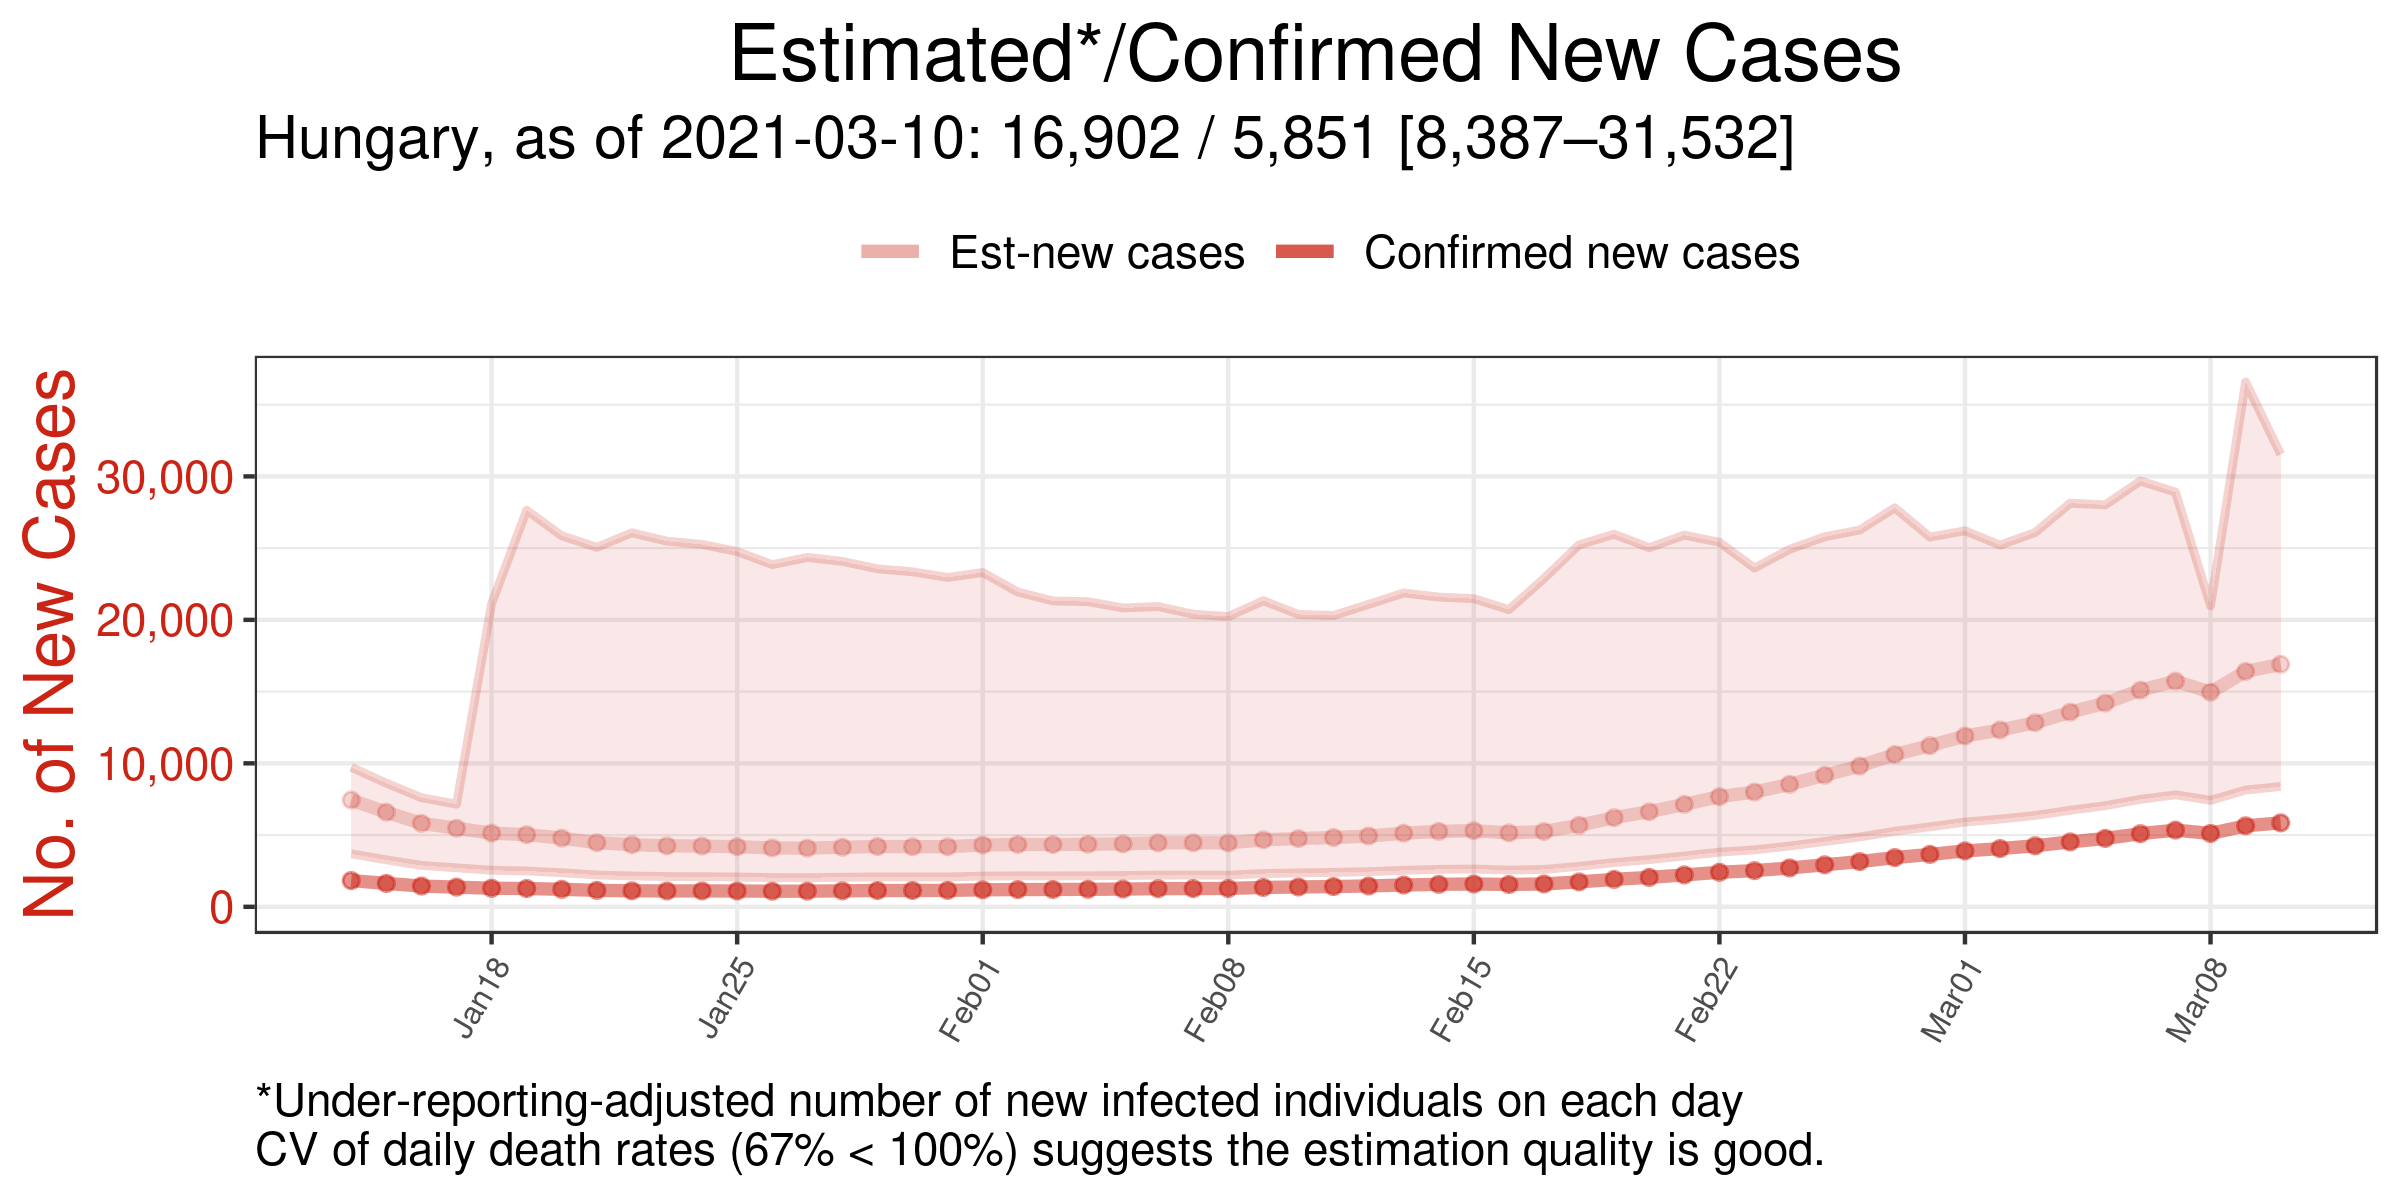 Estimated*/Confirmed New Cases
Hungary, as of 2021-03-10: 16,902 / 5,851 [8,387–31,532]
Est-new cases
Confirmed new cases
No. of New Cases
30,000
20,000
10,000
0
Jan18
Jan25
Feb01
Feb08
Feb15
Feb22
Mar01
Mar08
*Under-reporting-adjusted number of new infected individuals on each day
CV of daily death rates (67% < 100%) suggests the estimation quality is good.